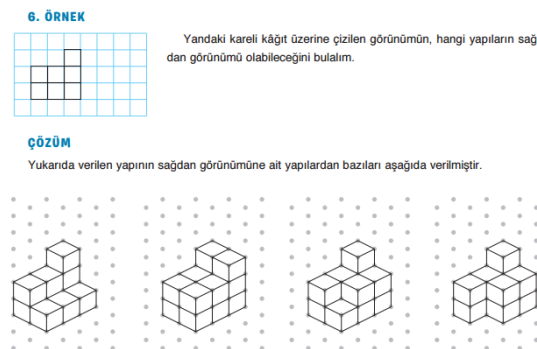 6. ÖRNEK
Yandaki kareli kâğıt üzerine çizilen görünümün, hangi yapıların sağ
dan görünümü olabileceğini bulalım.
ÇÖZÜM
Yukarıda verilen yapının sağdan görünümüne ait yapılardan bazıları aşağıda verilmiştir.